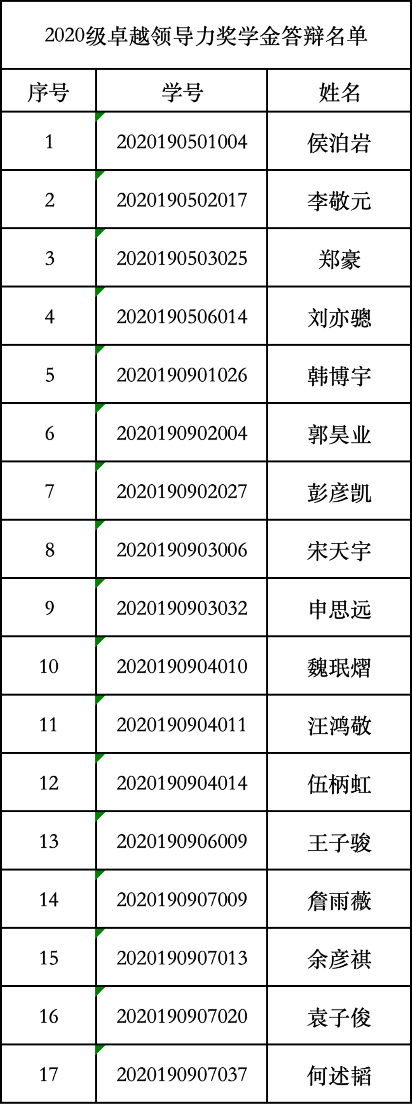 2020级卓越领导力奖学金答辩名单
序号 学号 姓名
1 2020190501004 侯泊岩
2 2020190502017 李敬元
3 2020190503025 郑豪
4 2020190506014 刘亦骢
5 2020190901026 韩博宇
6 2020190902004 郭昊业
7 2020190902027 彭彦凯
8 2020190903006 宋天宇
9 2020190903032 申思远
10 2020190904010 魏珉熠
11 2020190904011 汪鸿敬
12 2020190904014 伍柄虹
13 2020190906009 王子骏
14 2020190907009 詹雨薇
15 2020190907013 余彦祺
16 2020190907020 袁子俊
17 2020190907037 何述韬